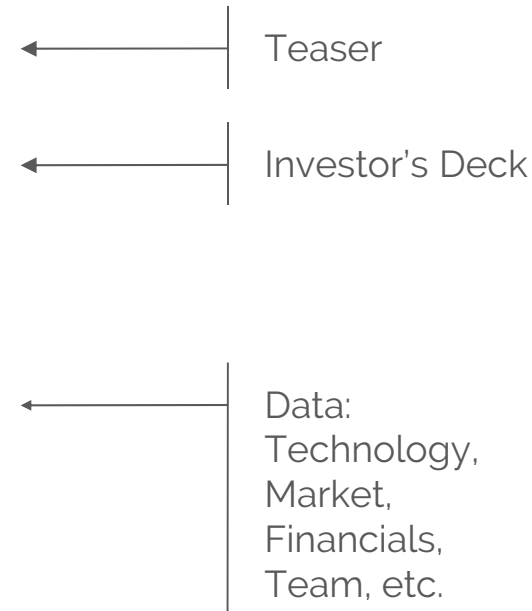 Teaser
Investor’s Deck
Data:
Technology,
Market,
Financials,
Team, etc.